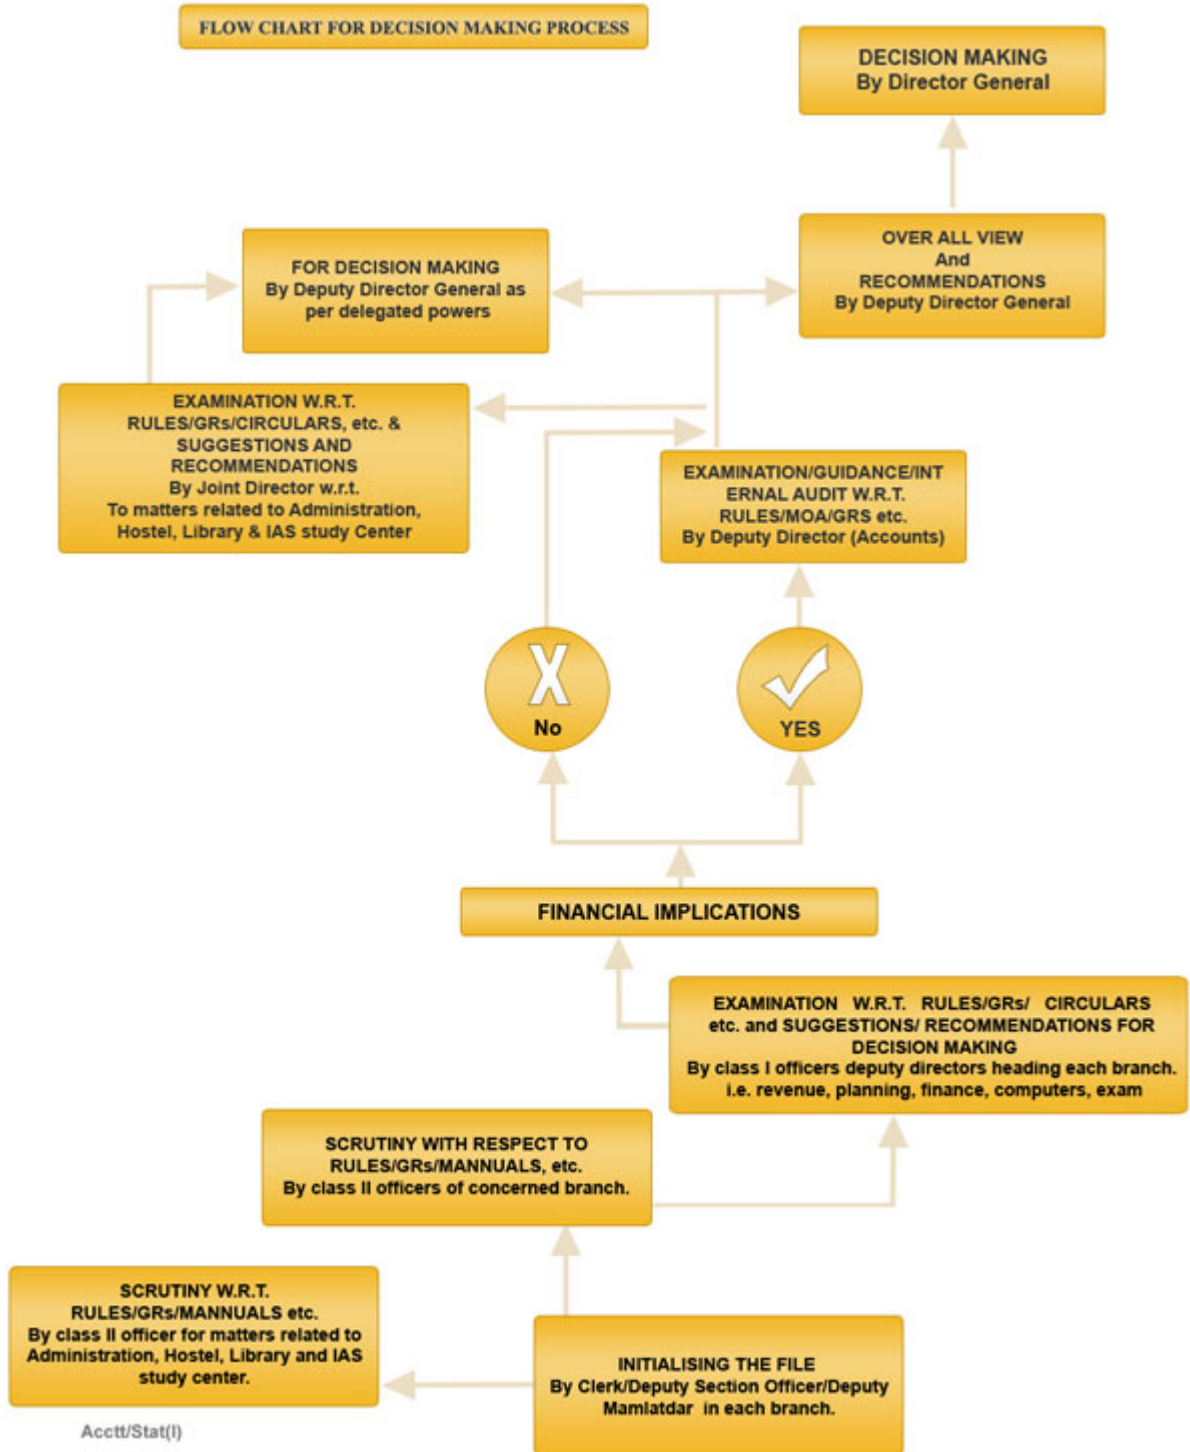 FLOW CHART FOR DECISION MAKING PROCESS
DECISION MAKING
By Director General
OVER ALL VIEW
And
RECOMMENDATIONS
By Deputy Director General
FOR DECISION MAKING
By Deputy Director General as
per delegated powers
EXAMINATION W.R.T.
RULES/GRs/CIRCULARS, etc. &
SUGGESTIONS AND
RECOMMENDATIONS
By Joint Director w.r.t.
To matters related to Administration,
Hostel, Library & IAS study Center
EXAMINATION/GUIDANCE/INT
ERNAL AUDIT W.R.T.
RULES/MOA/GRS etc.
By Deputy Director (Accounts)
X
No
YES
FINANCIAL IMPLICATIONS
EXAMINATION W.R.T. RULES/GRs/ CIRCULARS
etc. and SUGGESTIONS/ RECOMMENDATIONS FOR
DECISION MAKING
By class I officers deputy directors heading each branch.
i.e. revenue, planning, finance, computers, exam
SCRUTINY WITH RESPECT TO
RULES/GRs/MANNUALS, etc.
By class II officers of concerned branch.
SCRUTINY W.R.T.
RULES/GRs/MANNUALS etc.
By class II officer for matters related to
Administration, Hostel, Library and IAS
study center.
INITIALISING THE FILE
By Clerk/Deputy Section Officer/Deputy
Mamlatdar in each branch.
Acctt/Stat(I)